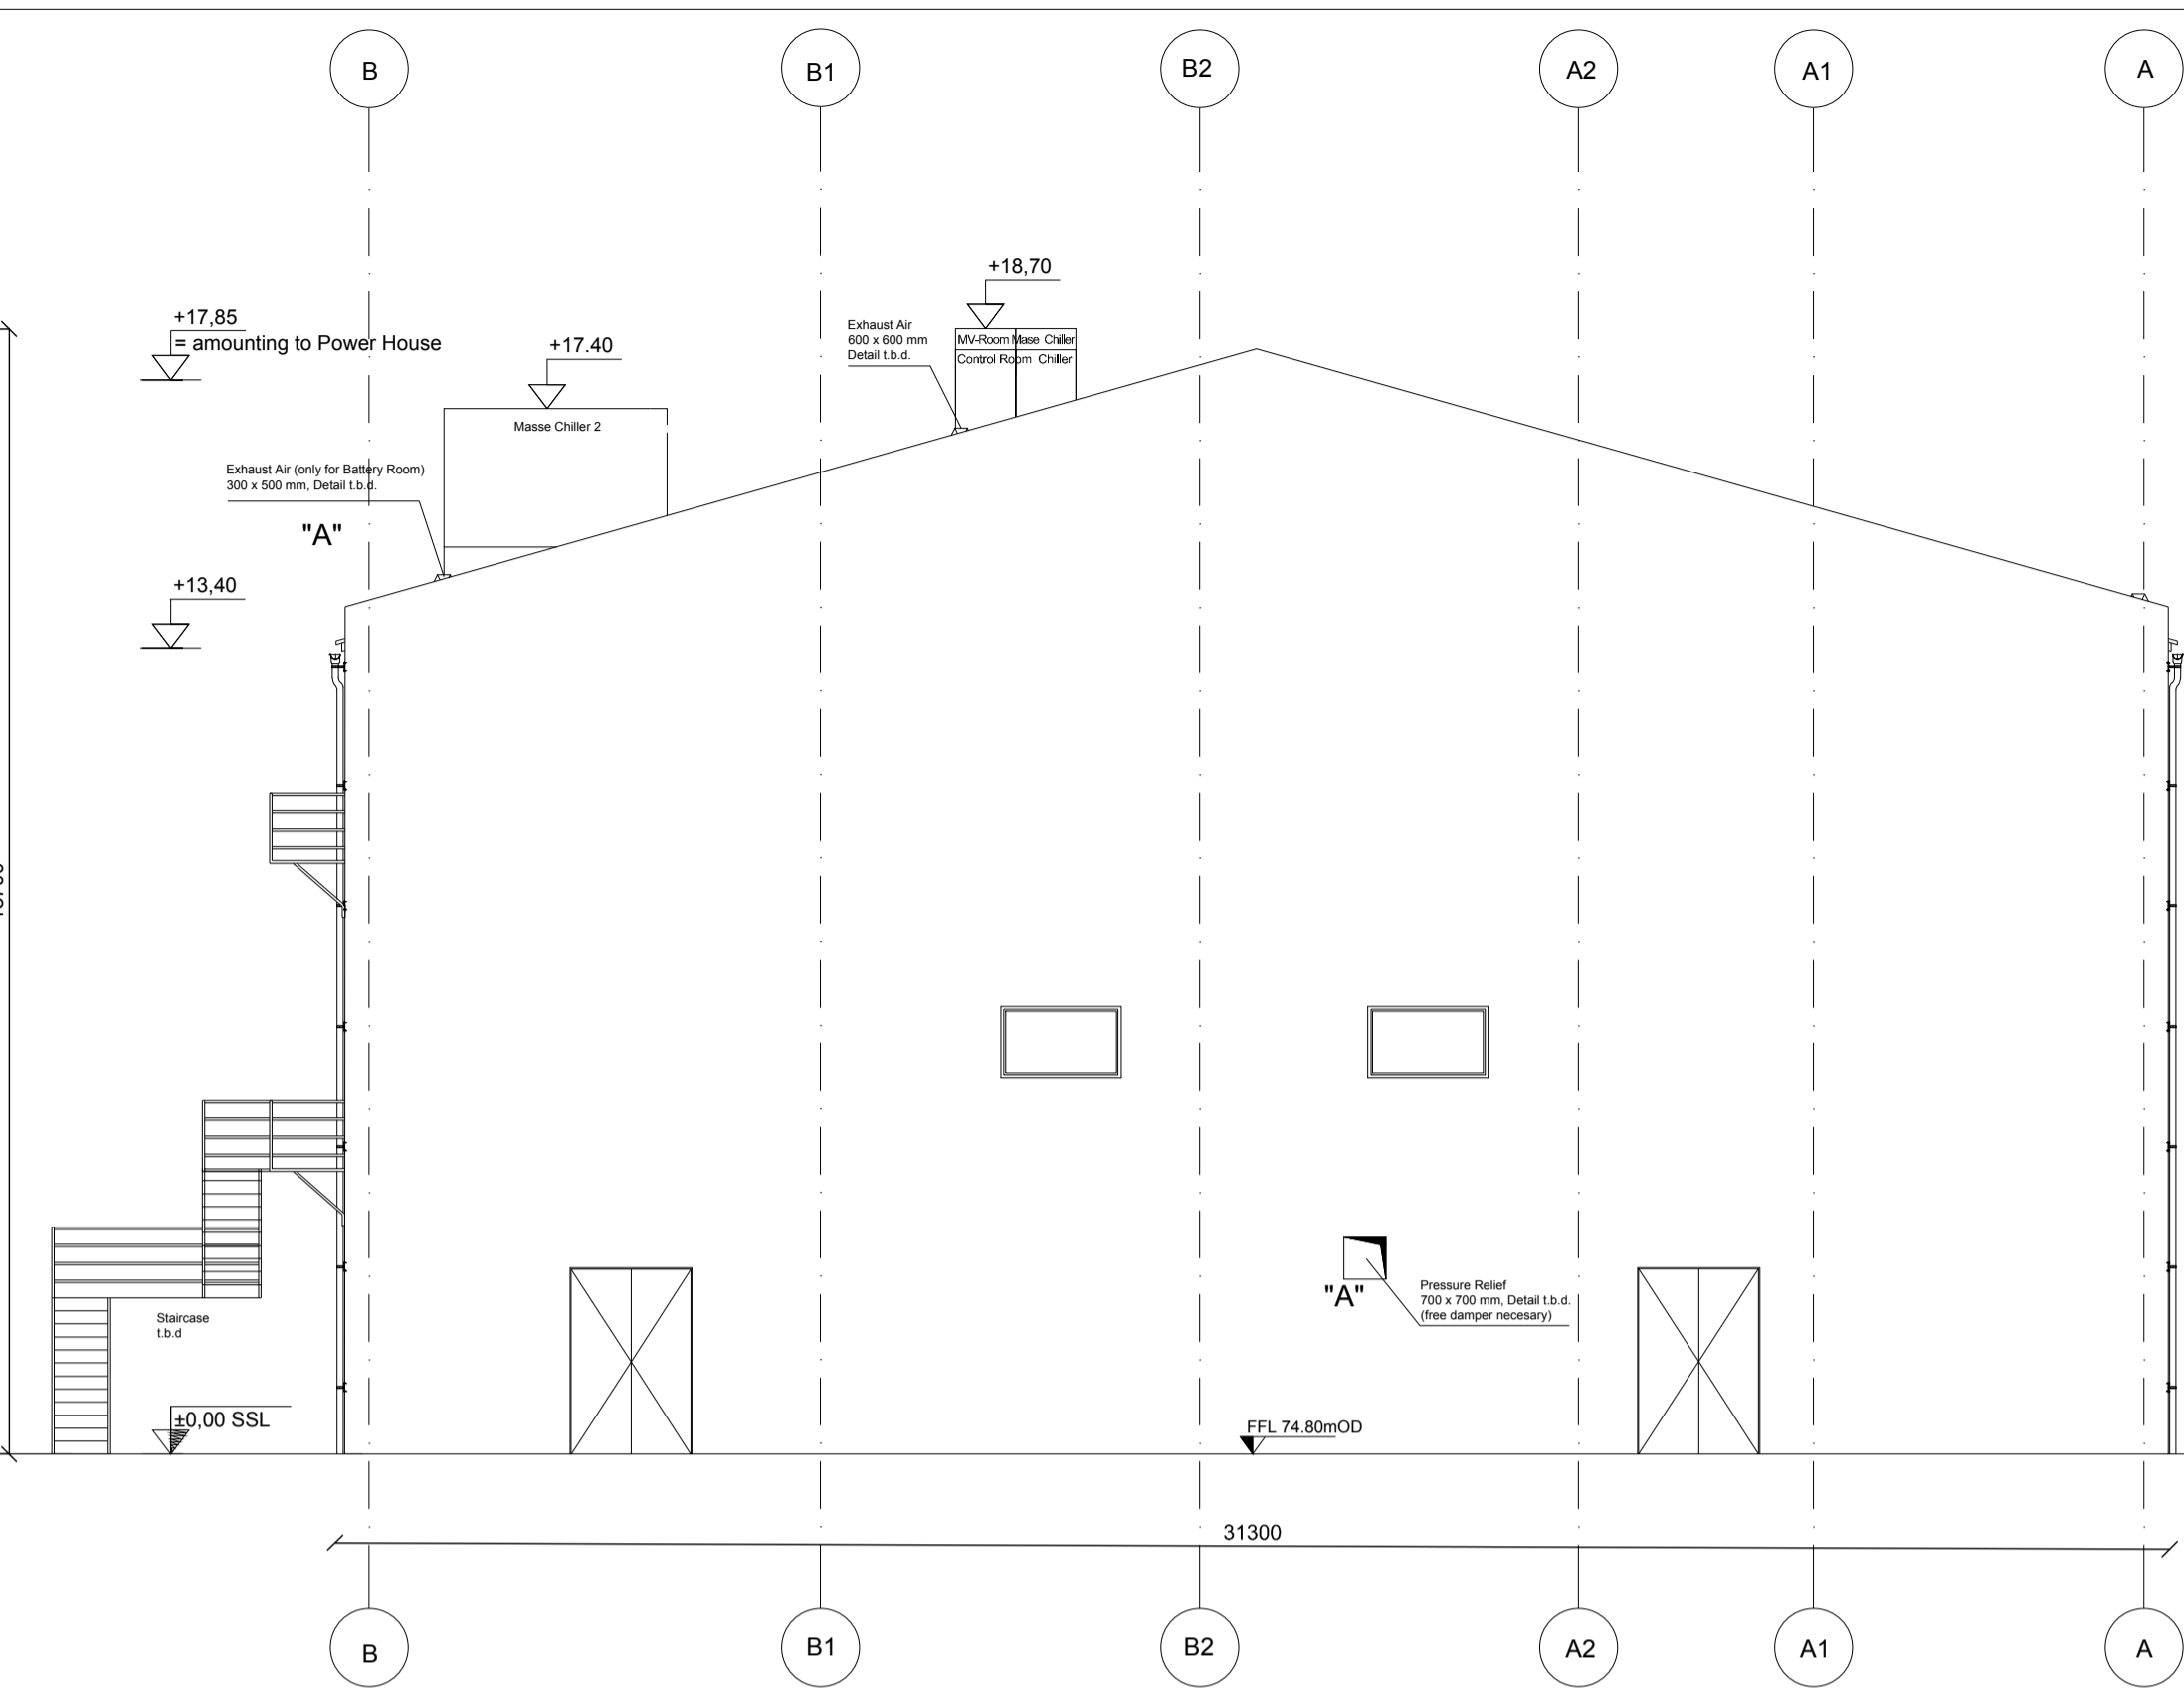 B B1 B2 A2 A1 A
+18,70
+17,85
= amounting to Power House
+17.40
Exhaust Air
600 x 600 mm
Detail t.b.d.
MV-Room Mase Chiller
Control Room Chiller
Masse Chiller 2
Exhaust Air (only for Battery Room)
300 x 500 mm, Detail t.b.d.
"A"
+13,40
"A"
Pressure Relief
700 x 700 mm, Detail t.b.d.
(free damper necesary)
Staircase
t.b.d
±0,00 SSL
FFL 74.80mOD
31300
B B1 B2 A2 A1 A